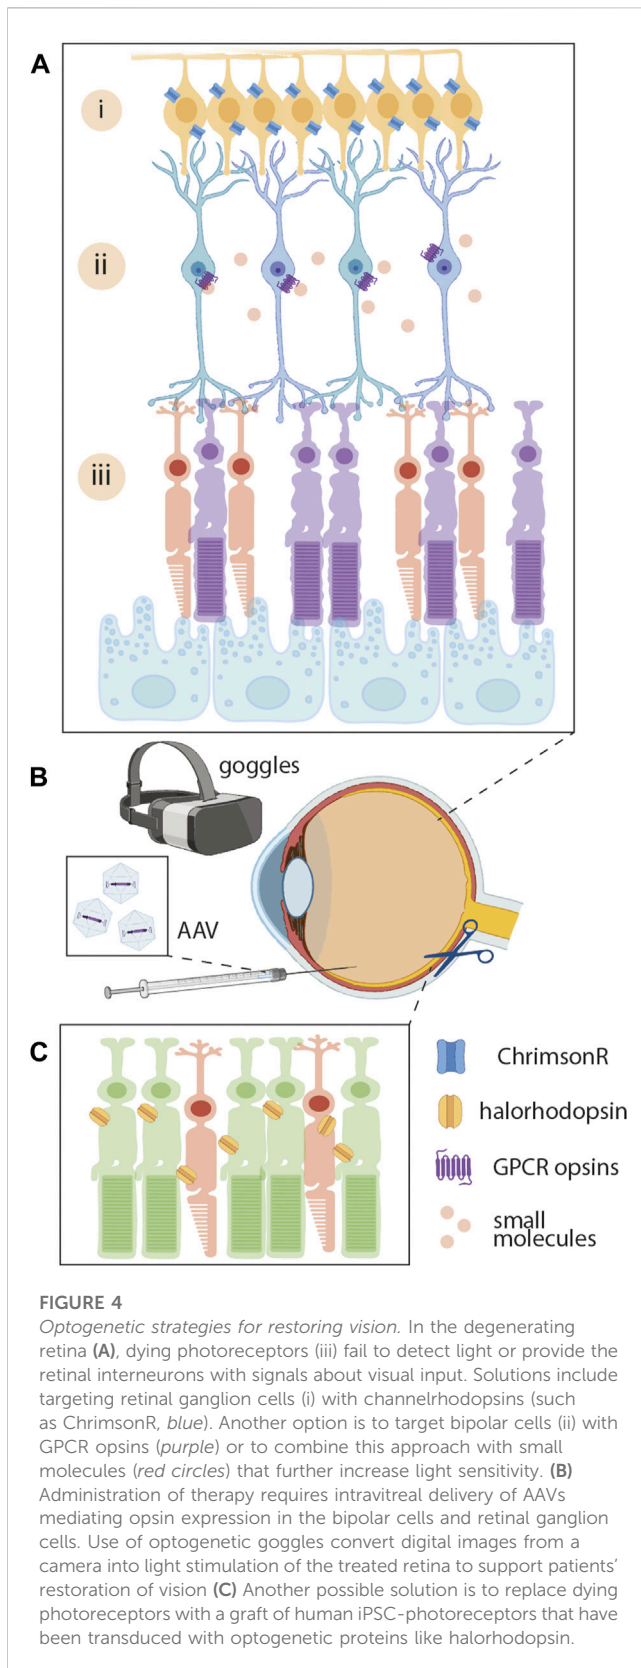 A
i
ii
iii
B
goggles
AAV
C
ChrimsonR
halorhodopsin
GPCR opsins
small
molecules
FIGURE 4
Optogenetic strategies for restoring vision. In the degenerating
retina (A), dying photoreceptors (iii) fail to detect light or provide the
retinal interneurons with signals about visual input. Solutions include
targeting retinal ganglion cells (i) with channelrhodopsins (such
as ChrimsonR, blue). Another option is to target bipolar cells (ii) with
GPCR opsins (purple) or to combine this approach with small
molecules (red circles) that further increase light sensitivity. (B)
Administration of therapy requires intravitreal delivery of AAVs
mediating opsin expression in the bipolar cells and retinal ganglion
cells. Use of optogenetic goggles convert digital images from a
camera into light stimulation of the treated retina to support patients'
restoration of vision (C) Another possible solution is to replace dying
photoreceptors with a graft of human iPSC-photoreceptors that have
been transduced with optogenetic proteins like halorhodopsin.